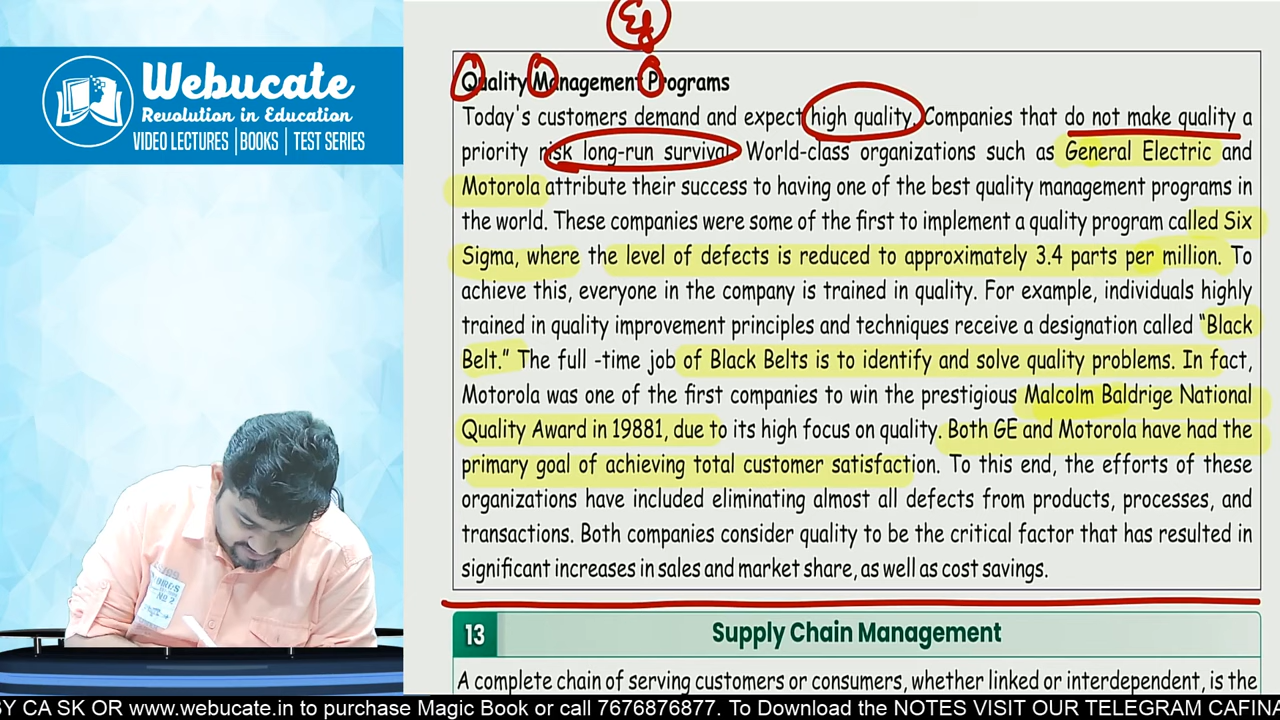 Eg
Quality Management Programs
Today's customers demand and expect high quality. Companies that do not make quality a
priority risk long-run survival. World-class organizations such as General Electric and
Motorola attribute their success to having one of the best quality management programs in
the world. These companies were some of the first to implement a quality program called Six
Sigma, where the level of defects is reduced to approximately 3.4 parts per million. To
achieve this, everyone in the company is trained in quality. For example, individuals highly
trained in quality improvement principles and techniques receive a designation called “Black
Belt.” The full -time job of Black Belts is to identify and solve quality problems. In fact,
Motorola was one of the first companies to win the prestigious Malcolm Baldrige National
Quality Award in 19881, due to its high focus on quality. Both GE and Motorola have had the
primary goal of achieving total customer satisfaction. To this end, the efforts of these
organizations have included eliminating almost all defects from products, processes, and
transactions. Both companies consider quality to be the critical factor that has resulted in
significant increases in sales and market share, as well as cost savings.
13 Supply Chain Management
A complete chain of serving customers or consumers, whether linked or interdependent, is the
Webucate
Revolution in Education
VIDEO LECTURES | BOOKS | TEST SERIES
BY CA SK OR www.webucate.in to purchase Magic Book or call 7676876877. To Download the NOTES VISIT OUR TELEGRAM CAFINA